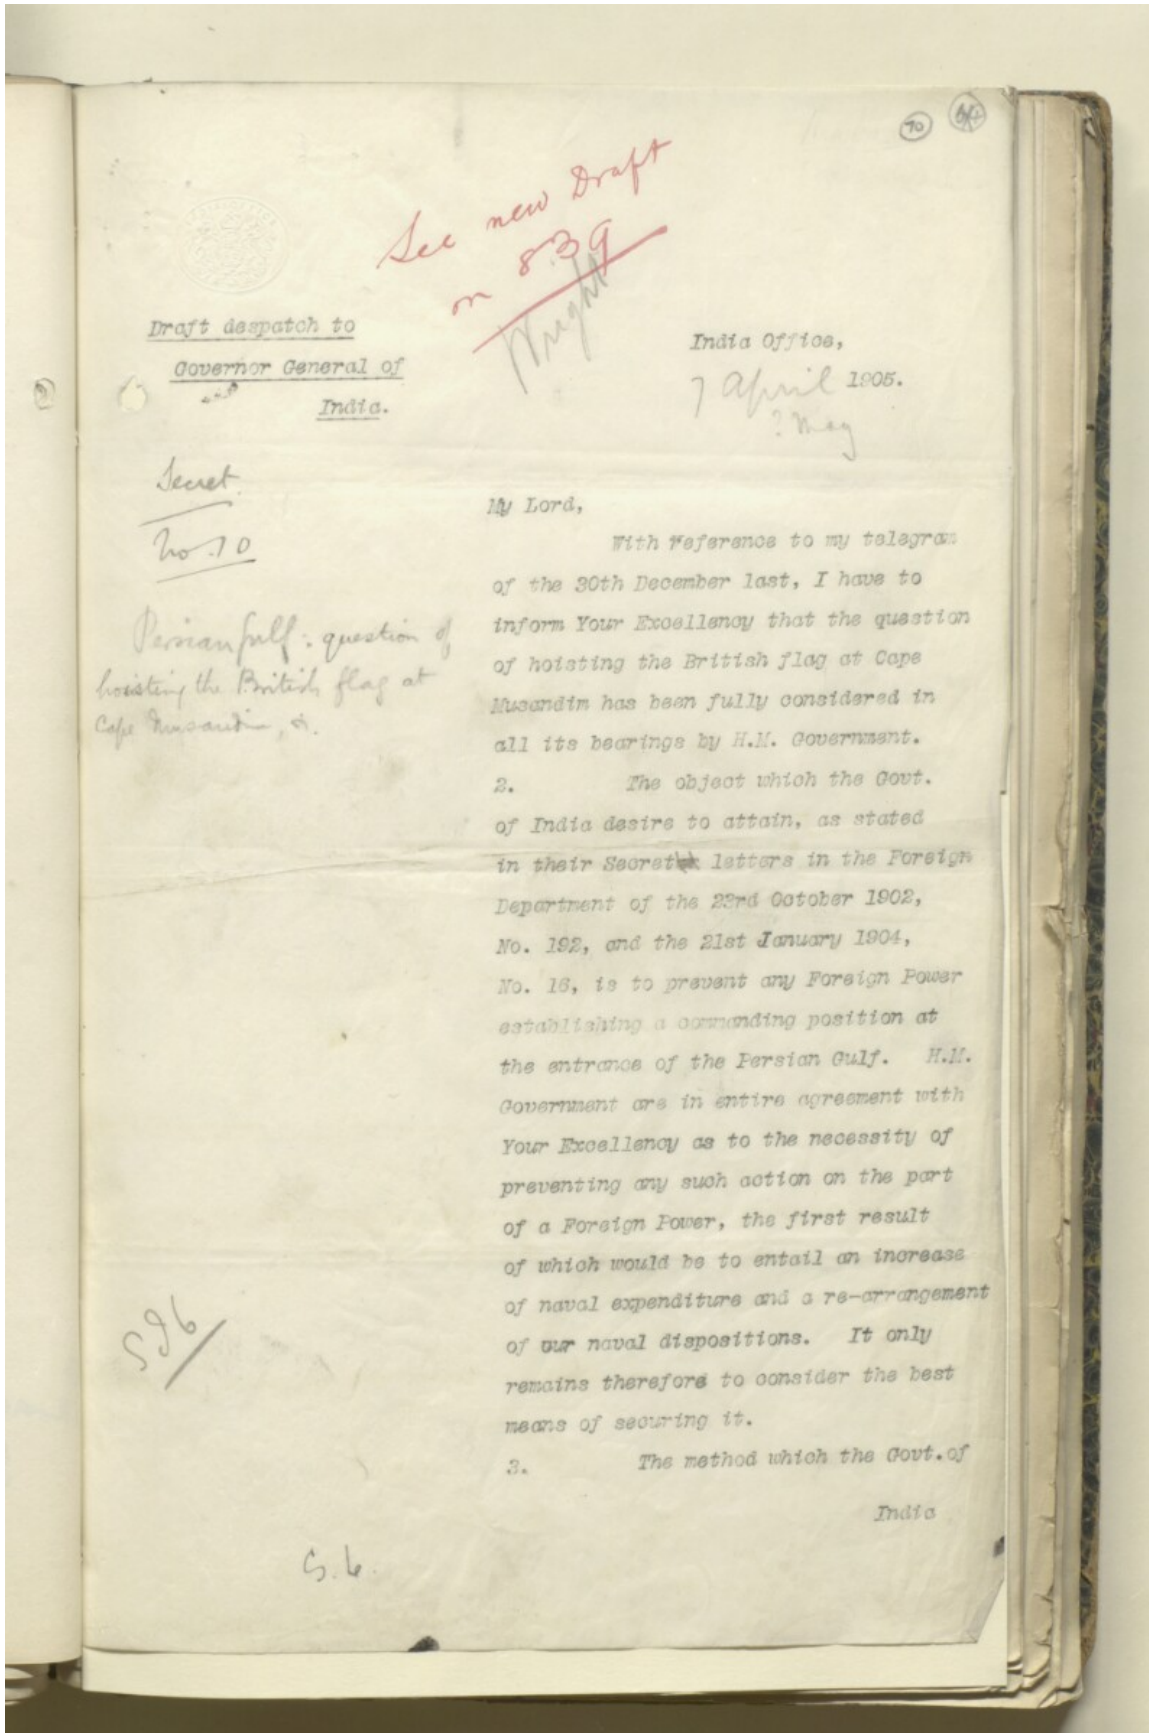 70
See new Draft
on 839
Wright
Draft despatch to
Governor General of
India.
India Office,
7 April 1905.
? May
Secret.
No. 10
Persian Gulf: question of
hoisting the British flag at
Cape Musandim, &.
My Lord,
With reference to my telegram
of the 30th December last, I have to
inform Your Excellency that the question
of hoisting the British flag at Cape
Musandim has been fully considered in
all its bearings by H.M. Government.
2. The object which the Govt.
of India desire to attain, as stated
in their Secret letters in the Foreign
Department of the 23rd October 1902,
No. 192, and the 21st January 1904,
No. 16, is to prevent any Foreign Power
establishing a commanding position at
the entrance of the Persian Gulf. H.M.
Government are in entire agreement with
Your Excellency as to the necessity of
preventing any such action on the part
of a Foreign Power, the first result
of which would be to entail an increase
of naval expenditure and a re-arrangement
of our naval dispositions. It only
remains therefore to consider the best
means of securing it.
3. The method which the Govt. of
India
S.6.